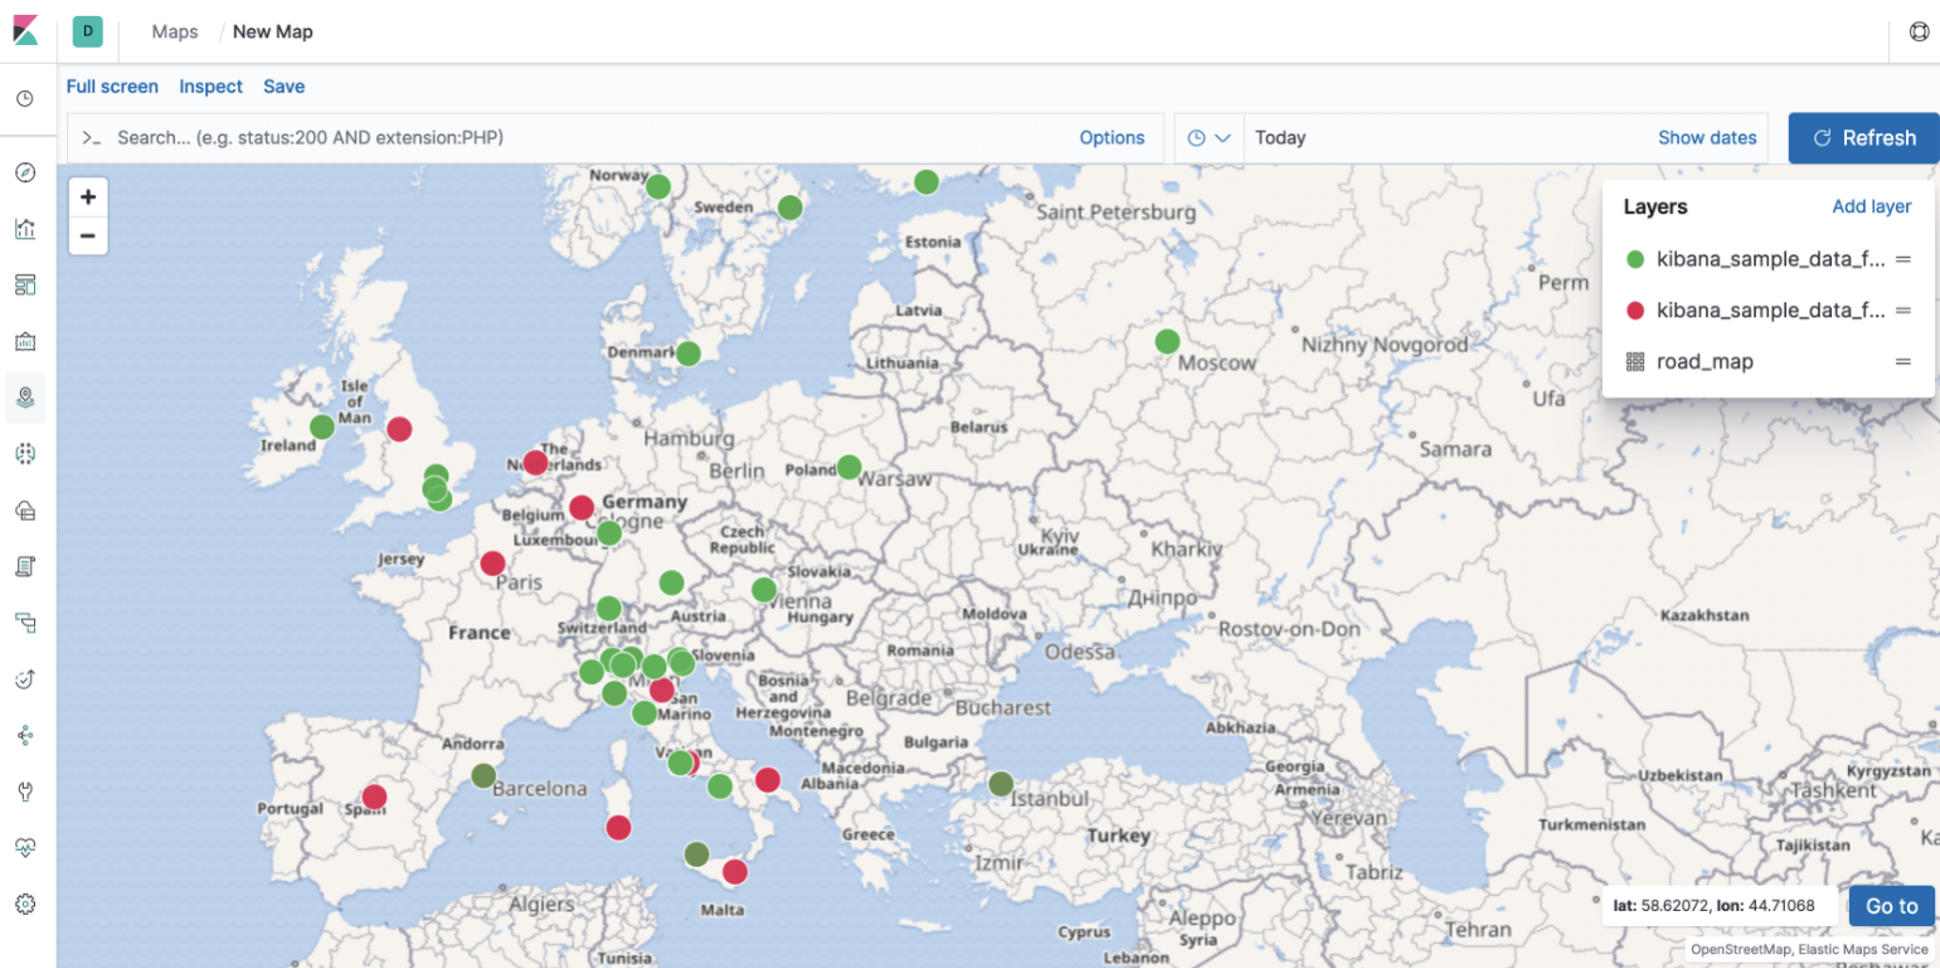 D
Maps / New Map
Full screen Inspect Save
>_ Search... (e.g. status:200 AND extension:PHP) Options Today Show dates Refresh
+
−
Layers Add layer
kibana_sample_data_f... =
kibana_sample_data_f... =
road_map =
Norway
Sweden
Saint Petersburg
Estonia
Perm
Latvia
Nizhny Novgorod
Denmark
Lithuania
Moscow
Isle
of
Man
Ufa
Ireland
Hamburg
Belarus
The
Samara
Berlin
Poland
Warsaw
Germany
Belgium
Luxembour
Czech
Republic
Kyiv
Ukraine
Kharkiv
Jersey
Paris
Slovakia
Дніпро
Vienna
Hungary
Austria
Moldova
Kazakhstan
France
Switzerland
Rostov-on-Don
Slovenia
Romania
Odessa
Bosnia
and
Herzegovina
Belgrade
San
Marino
Bucharest
Montenegro
Abkhazia
Andorra
Bulgaria
Macedonia
Albania
Georgia
Armenia
Uzbekistan
Kyrgyzstan
Tashkent
Barcelona
Istanbul
Portugal
Yerevan
Turkmenistan
Greece
Turkey
Tajikistan
Ka
Izmir
Tabriz
Algiers
Malta
Aleppo
Syria
Cyprus
Lebanon
Tunisia
Tehran
lat: 58.62072, lon: 44.71068 Go to
OpenStreetMap, Elastic Maps Service